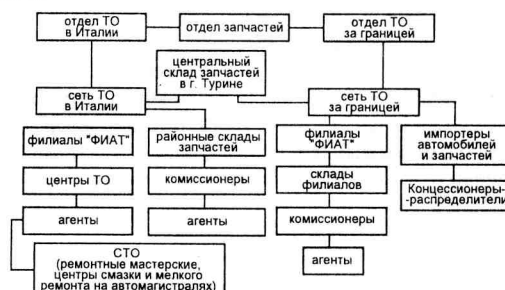 отдел ТО
в Италии
отдел запчастей
отдел ТО
за границей
центральный
склад запчастей
в г. Турине
сеть ТО
в Италии
сеть ТО
за границей
филиалы "ФИАТ"
районные склады
запчастей
филиалы
"ФИАТ"
импортеры
автомобилей
и запчастей
центры ТО
комиссионеры
склады
филиалов
Концессионеры-
-распределители
агенты
агенты
комиссионеры
СТО
(ремонтные мастерские,
центры смазки и мелкого
ремонта на автомагистралях)
агенты